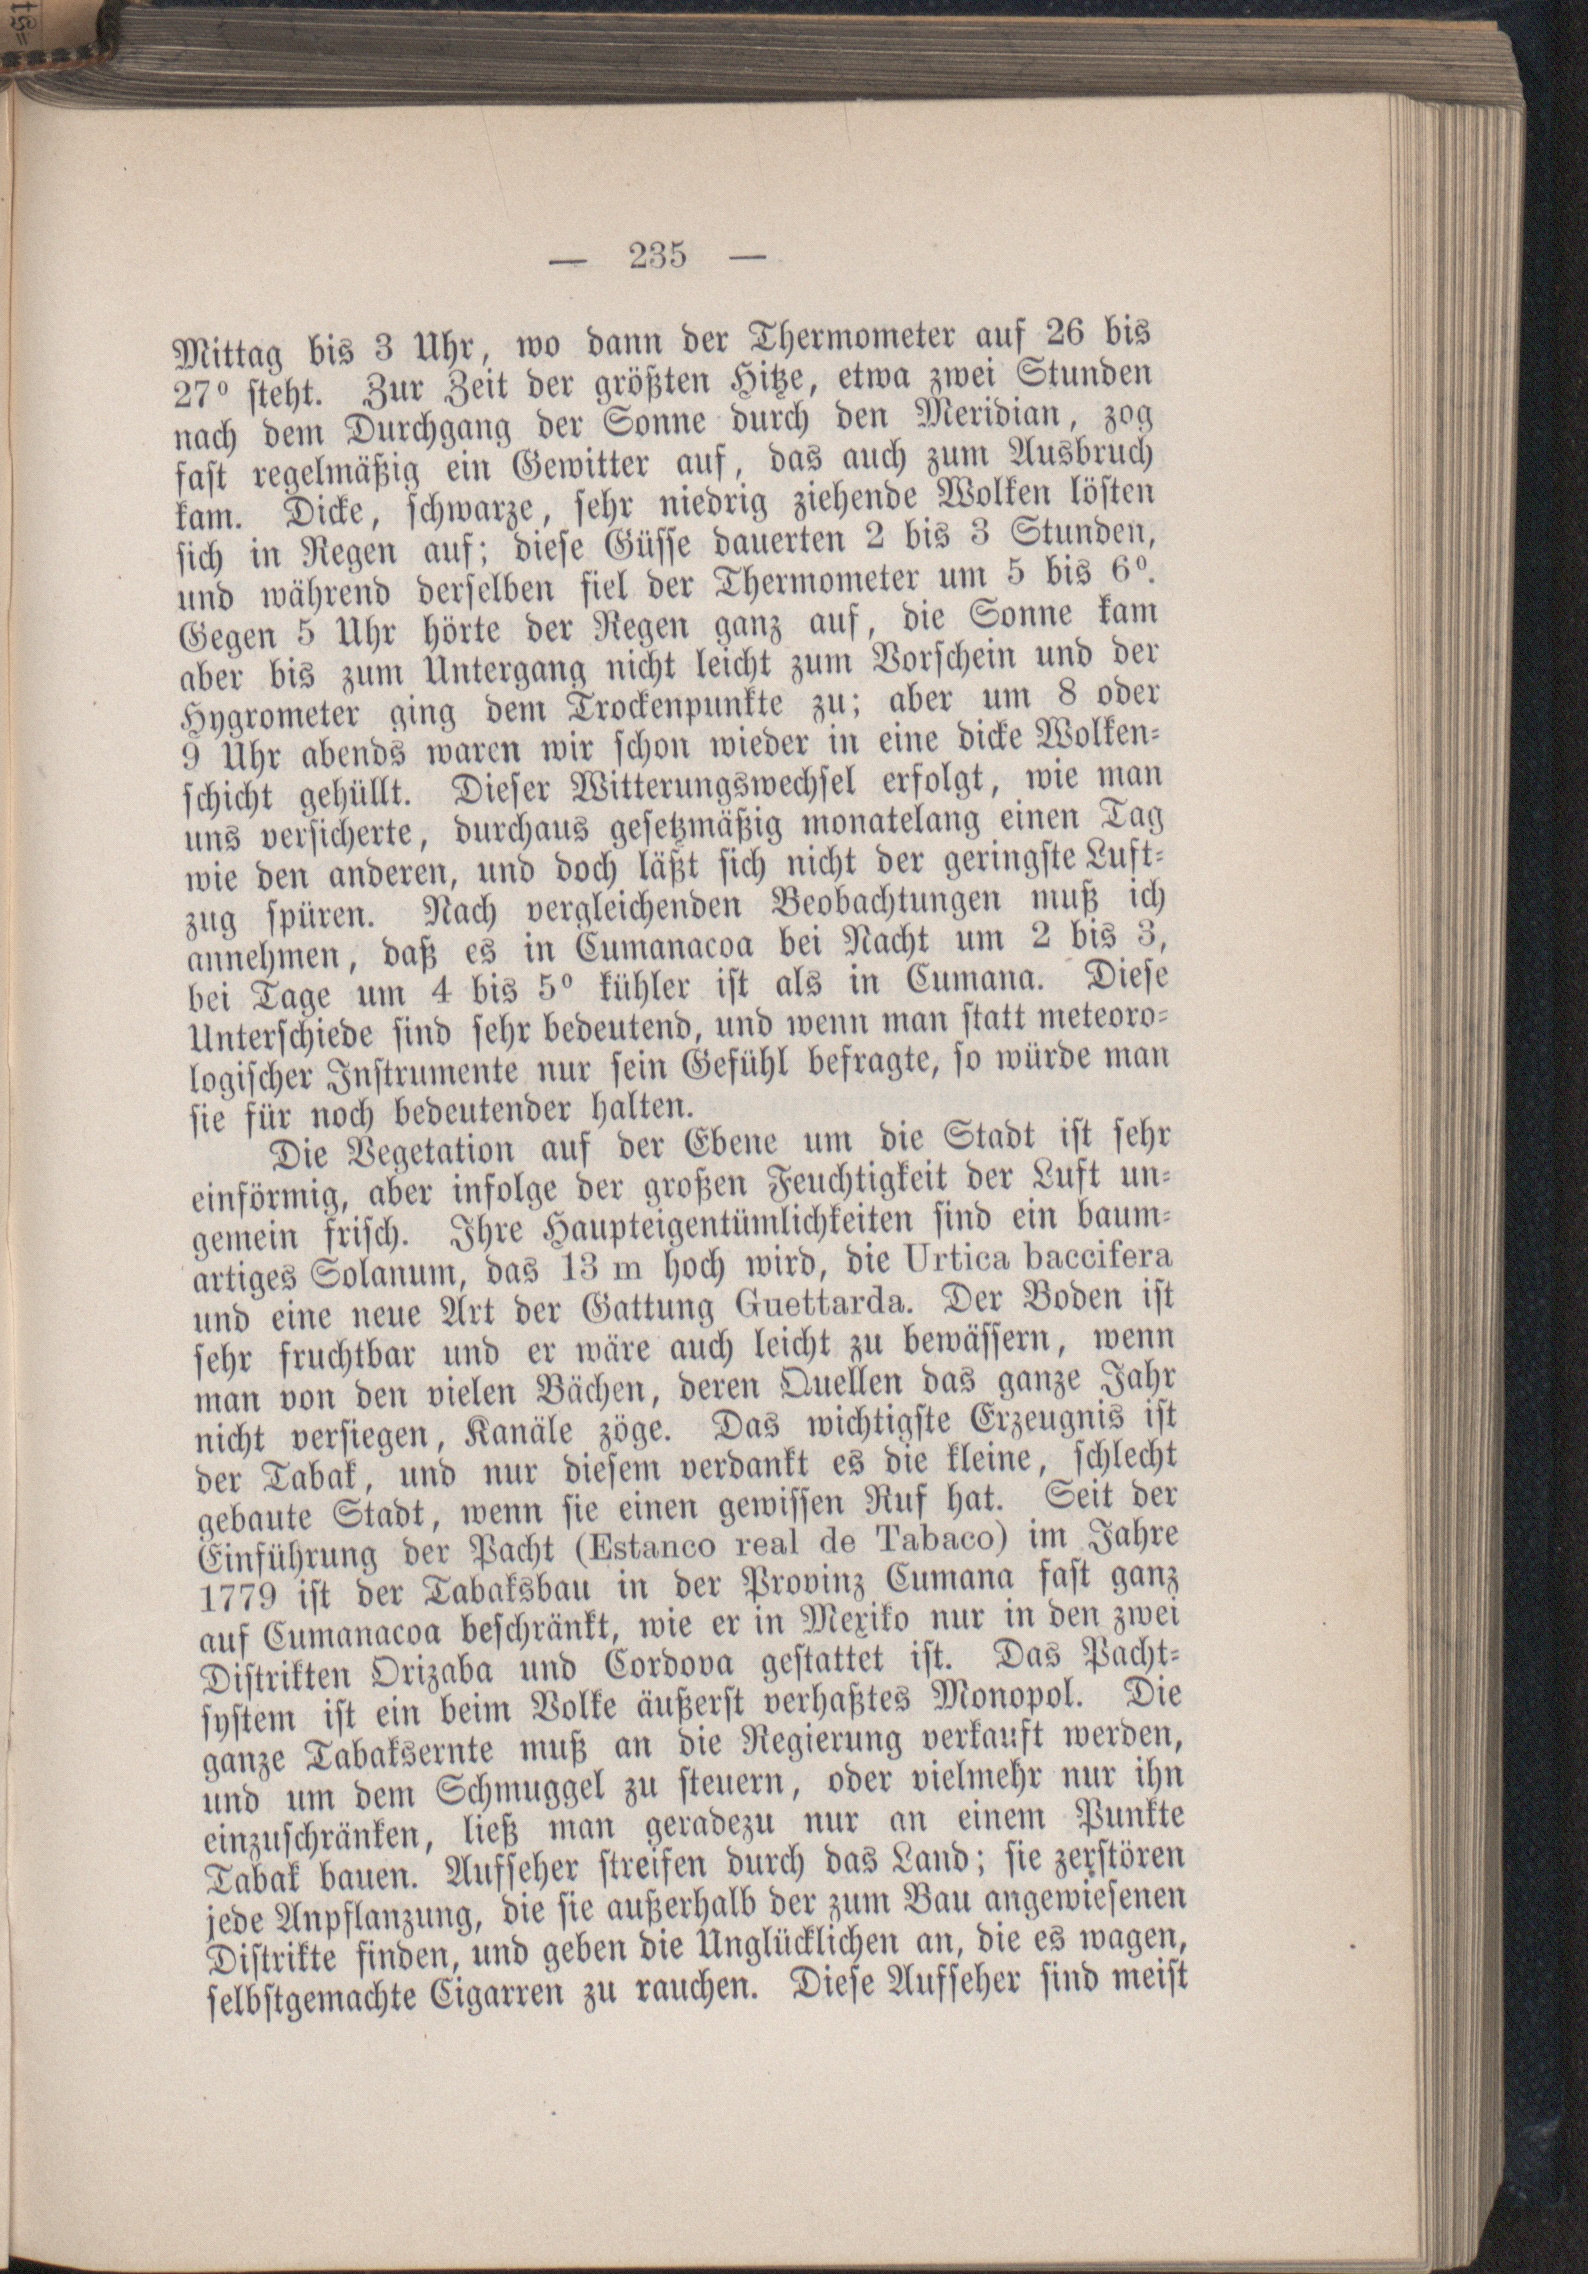 — 235 —
Mittag bis 3 Uhr, wo dann der Thermometer auf 26 bis
27° steht. Zur Zeit der größten Hitze, etwa zwei Stunden
nach dem Durchgang der Sonne durch den Meridian, zog
fast regelmäßig ein Gewitter auf, das auch zum Ausbruch
kam. Dicke, schwarze, sehr niedrig ziehende Wolken lösten
sich in Regen auf; diese Güsse dauerten 2 bis 3 Stunden,
und während derselben fiel der Thermometer um 5 bis 6°.
Gegen 5 Uhr hörte der Regen ganz auf, die Sonne kam
aber bis zum Untergang nicht leicht zum Vorschein und der
Hygrometer ging dem Trockenpunkte zu; aber um 8 oder
9 Uhr abends waren wir schon wieder in eine dicke Wolken-
schicht gehüllt. Dieser Witterungswechsel erfolgt, wie man
uns versicherte, durchaus gesetzmäßig monatelang einen Tag
wie den anderen, und doch läßt sich nicht der geringste Luft-
zug spüren. Nach vergleichenden Beobachtungen muß ich
annehmen, daß es in Cumanacoa bei Nacht um 2 bis 3,
bei Tage um 4 bis 5° kühler ist als in Cumana. Diese
Unterschiede sind sehr bedeutend, und wenn man statt meteoro-
logischer Instrumente nur sein Gefühl befragte, so würde man
sie für noch bedeutender halten.
Die Vegetation auf der Ebene um die Stadt ist sehr
einförmig, aber infolge der großen Feuchtigkeit der Luft un-
gemein frisch. Ihre Haupteigentümlichkeiten sind ein baum-
artiges Solanum, das 13 m hoch wird, die Urtica baccifera
und eine neue Art der Gattung Guettarda. Der Boden ist
sehr fruchtbar und er wäre auch leicht zu bewässern, wenn
man von den vielen Bächen, deren Quellen das ganze Jahr
nicht versiegen, Kanäle zöge. Das wichtigste Erzeugnis ist
der Tabak, und nur diesem verdankt es die kleine, schlecht
gebaute Stadt, wenn sie einen gewissen Ruf hat. Seit der
Einführung der Pacht (Estanco real de Tabaco) im Jahre
1779 ist der Tabaksbau in der Provinz Cumana fast ganz
auf Cumanacoa beschränkt, wie er in Mexiko nur in den zwei
Distrikten Orizaba und Cordova gestattet ist. Das Pacht-
system ist ein beim Volke äußerst verhaßtes Monopol. Die
ganze Tabaksernte muß an die Regierung verkauft werden,
und um dem Schmuggel zu steuern, oder vielmehr nur ihn
einzuschränken, ließ man geradezu nur an einem Punkte
Tabak bauen. Aufseher streifen durch das Land; sie zerstören
jede Anpflanzung, die sie außerhalb der zum Bau angewiesenen
Distrikte finden, und geben die Unglücklichen an, die es wagen,
selbstgemachte Cigarren zu rauchen. Diese Aufseher sind meist